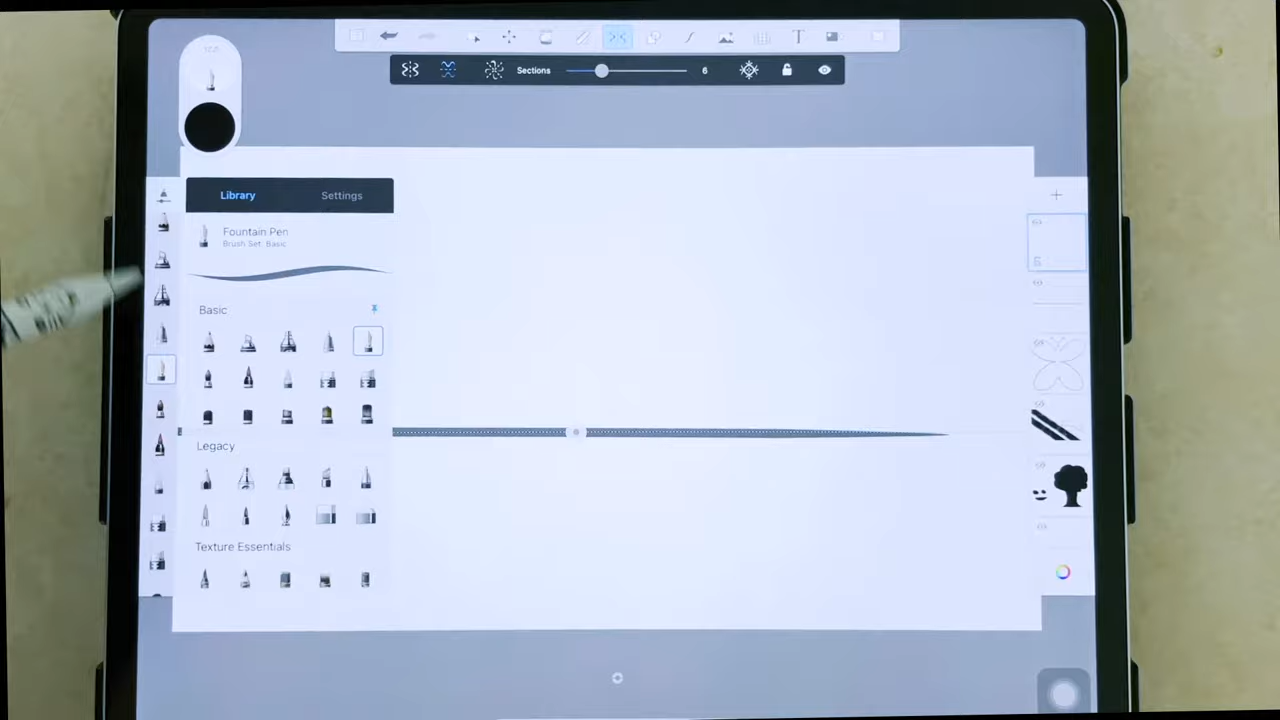 T
Sections 6
Library Settings
Fountain Pen
Brush Set: Basic
Basic
Legacy
Texture Essentials